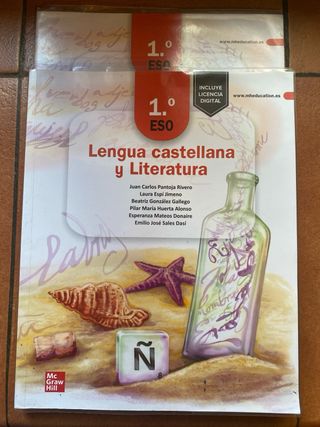 1.º
ESO
www.mheducation.es
1.º
ESO
INCLUYE
LICENCIA
DIGITAL
www.mheducation.es
Lengua castellana
y Literatura
Juan Carlos Pantoja Rivero
Laura Espí Jimeno
Beatriz González Gallego
Pilar María Huerta Alonso
Esperanza Mateos Donaire
Emilio José Sales Dasí
Ñ
8
Mc
Graw
Hill